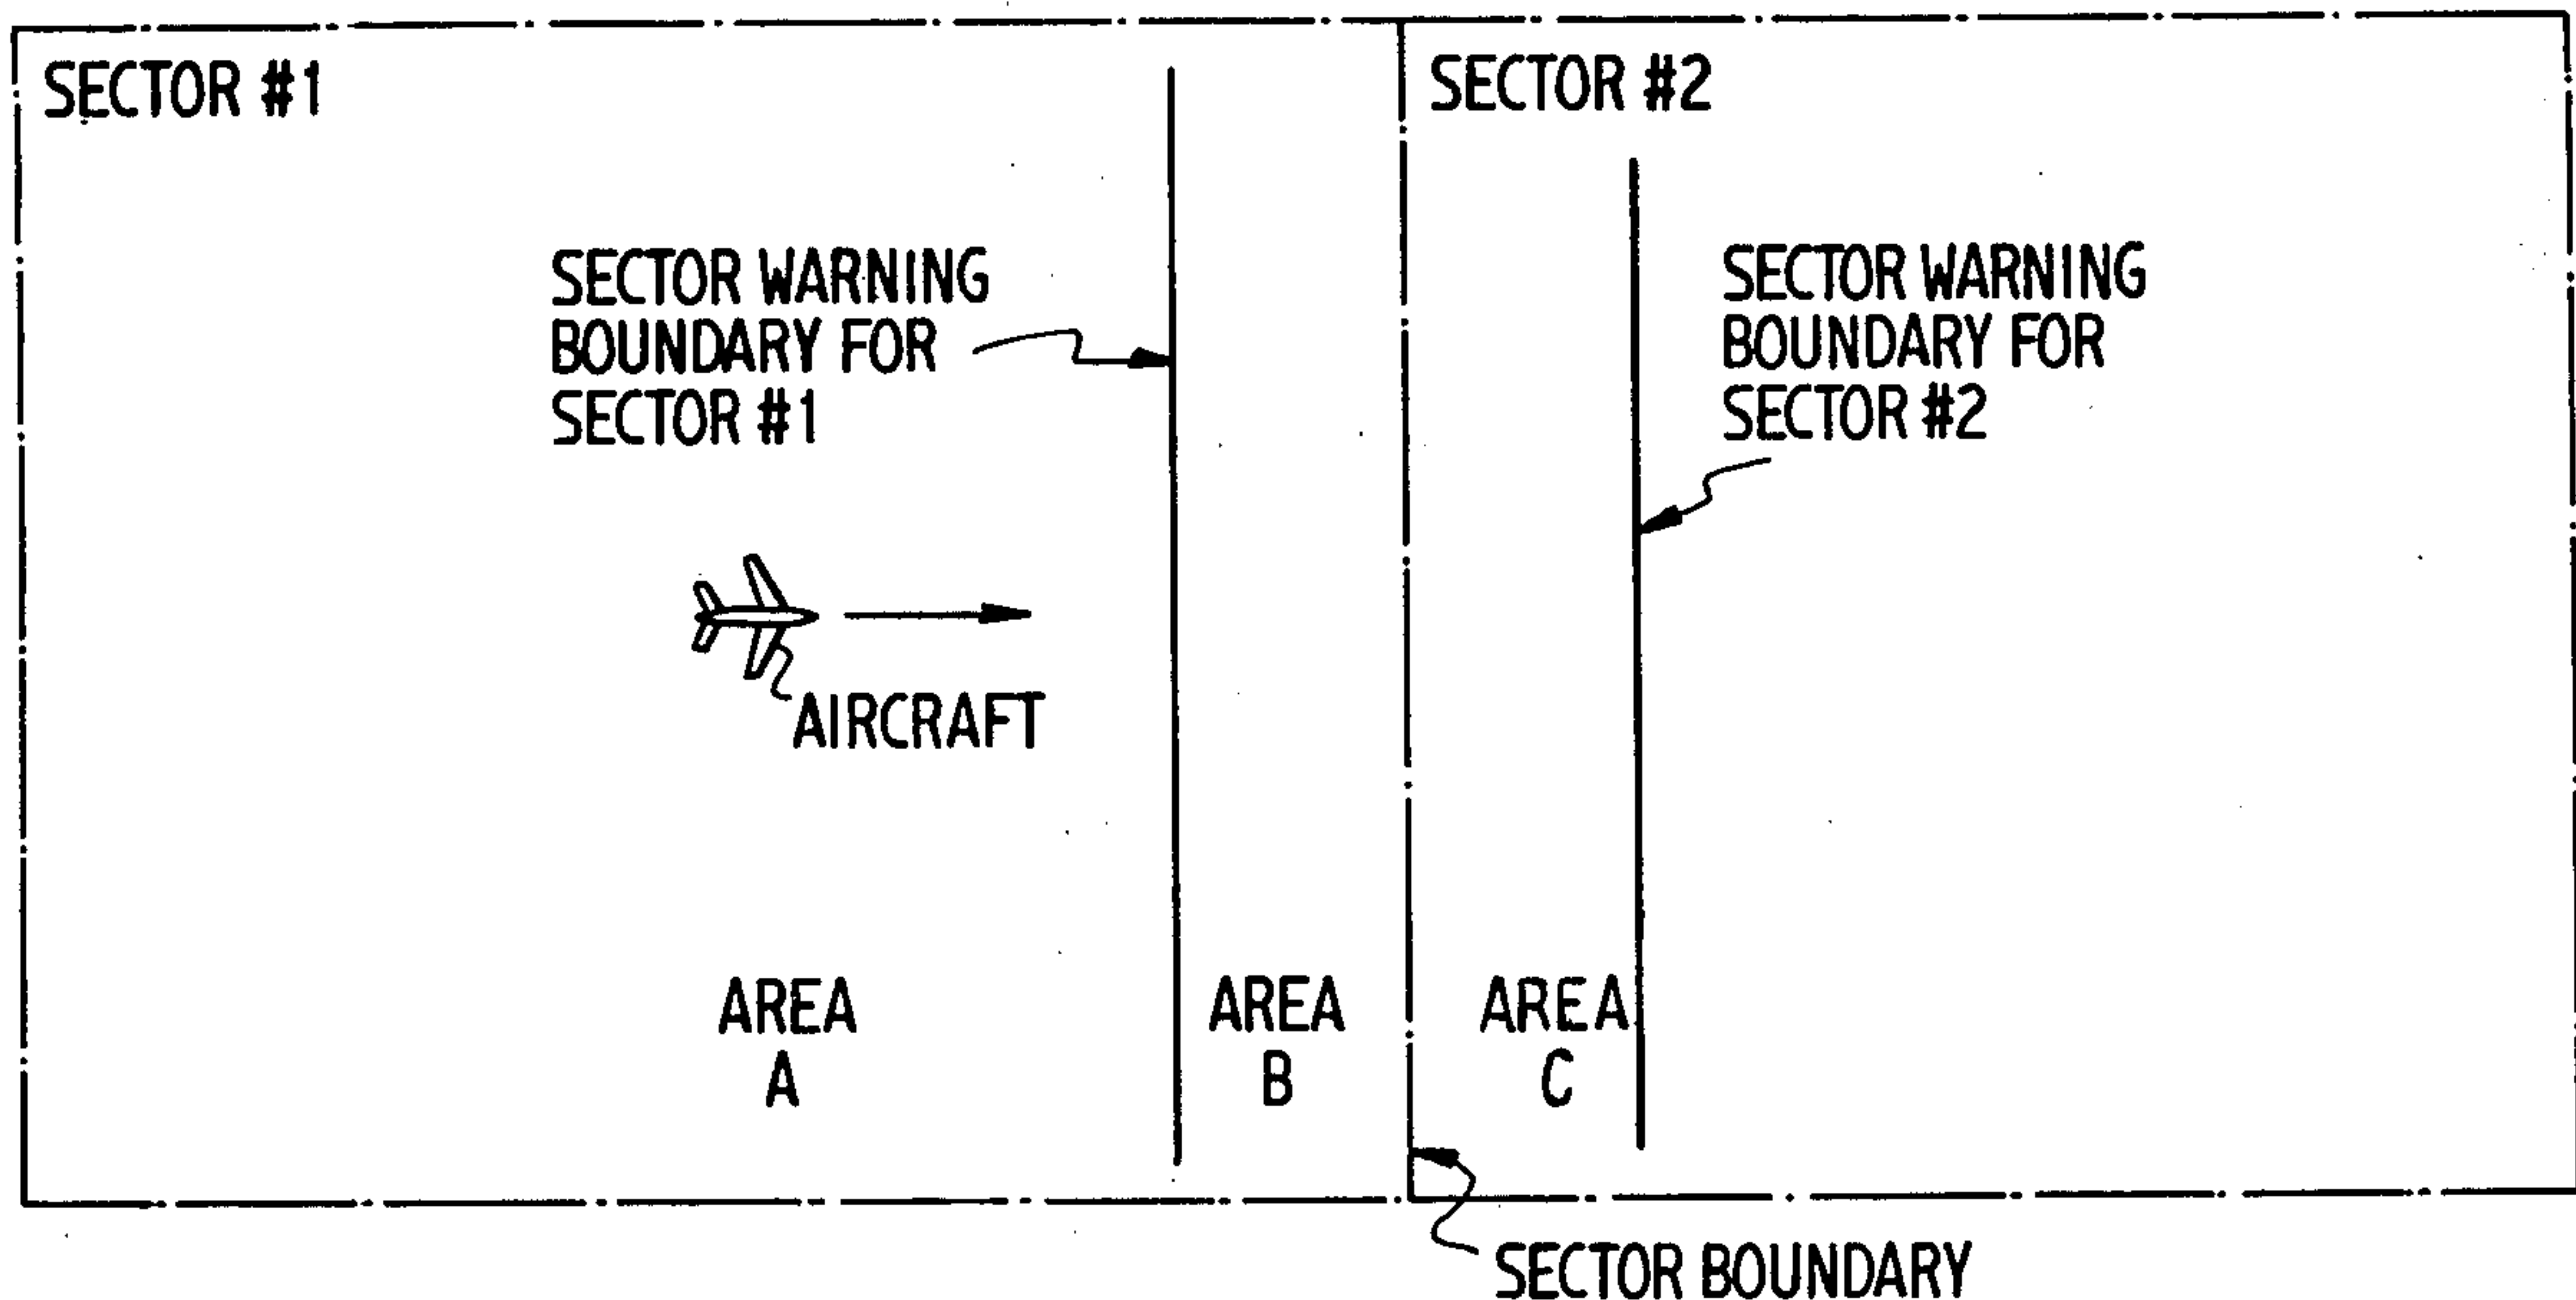 SECTOR #1
SECTOR #2
SECTOR WARNING
BOUNDARY FOR
SECTOR #1
SECTOR WARNING
BOUNDARY FOR
SECTOR #2
AIRCRAFT
AREA
A
AREA
B
AREA
C
SECTOR BOUNDARY